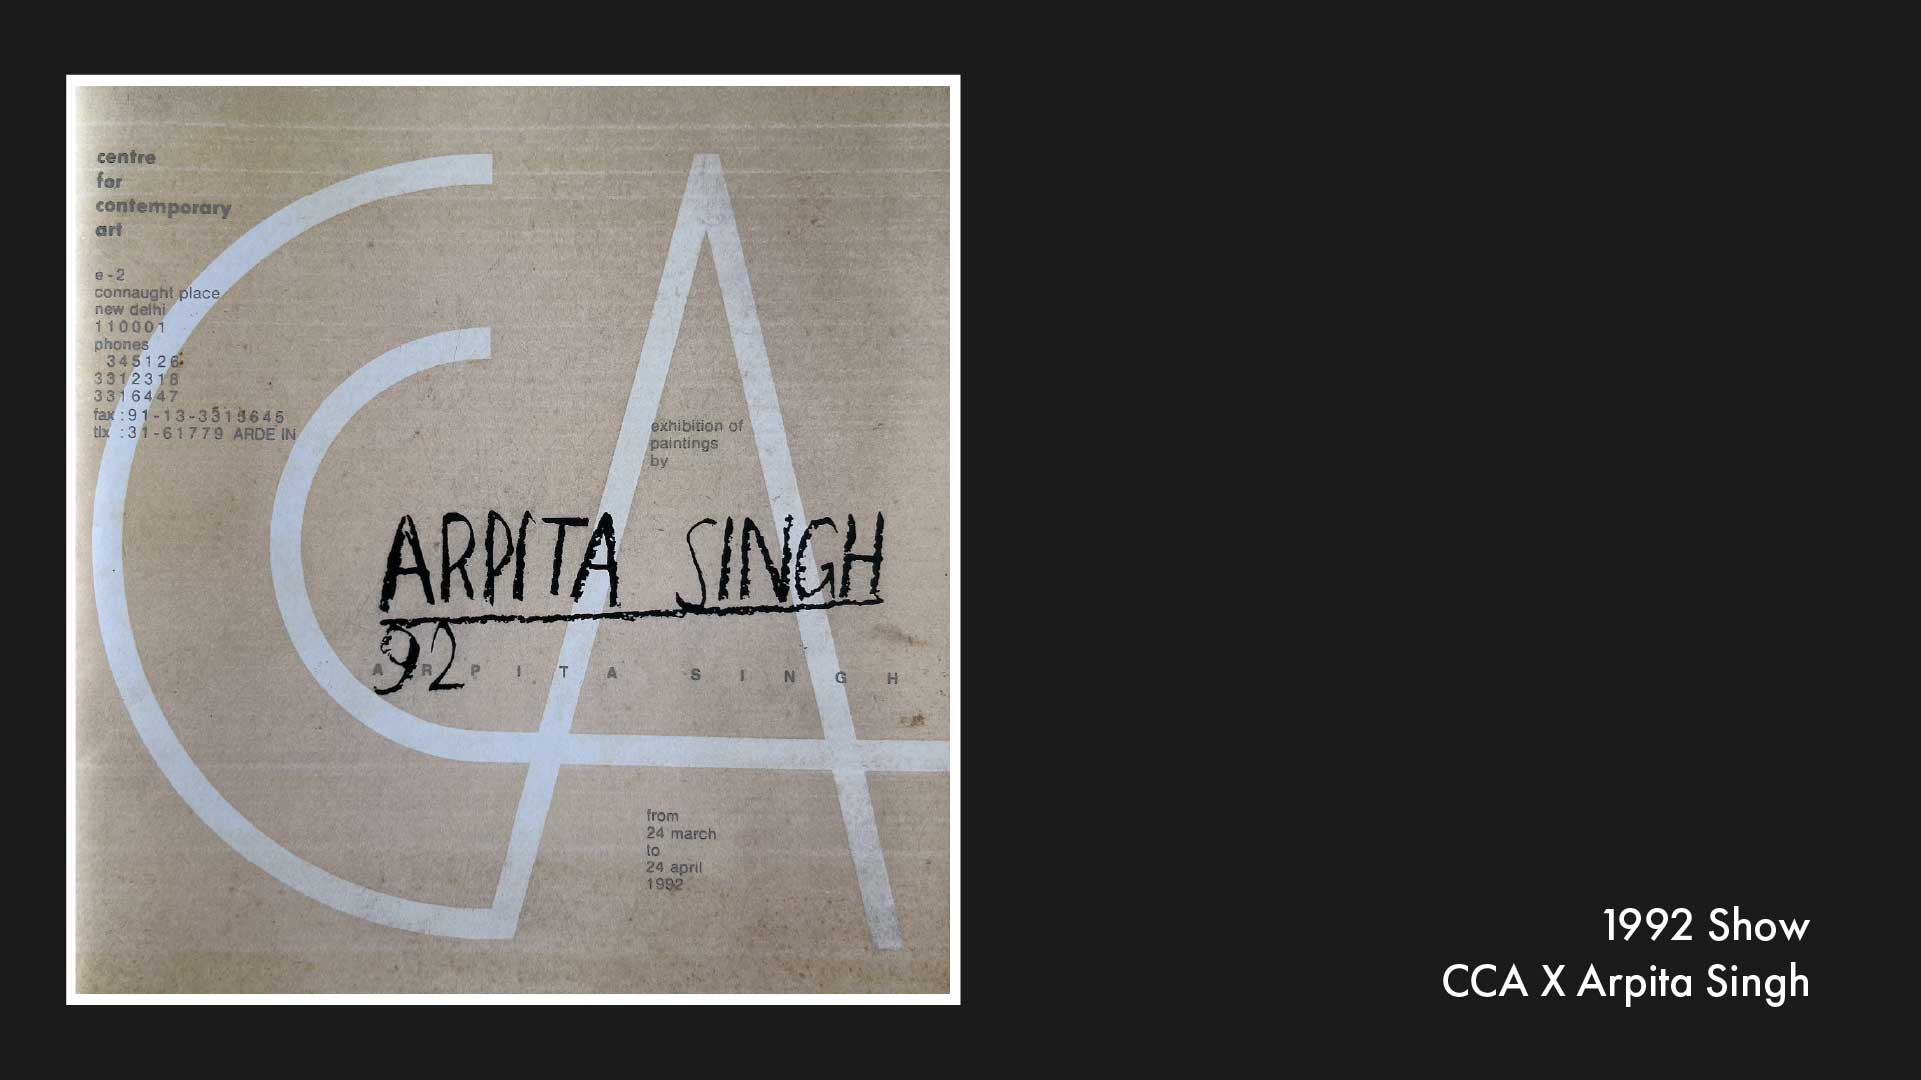 centre
for
contemporary
art
e-2
connaught place
new delhi
110001
phones
345126
3312318
3316447
fax :91-13-3315645
tlx :31-61779 ARDE IN
CCA
exhibition of
paintings
by
ARPITA SINGH
92
ARPITA SINGH
from
24 march
to
24 april
1992
1992 Show
CCA X Arpita Singh